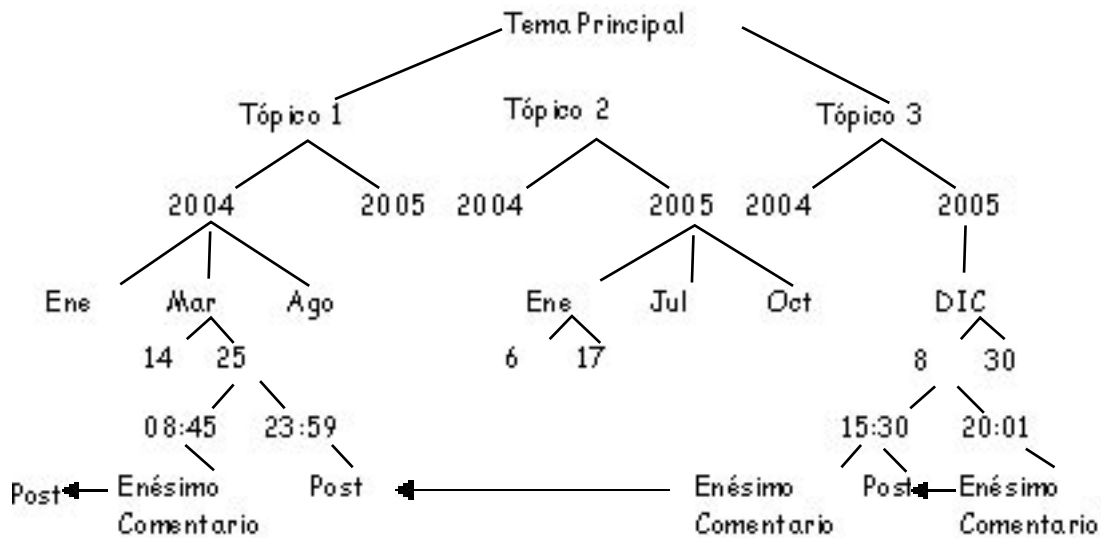 Tema Principal
Tópico 1 Tópico 2 Tópico 3
2004 2005 2004 2005 2004 2005
Ene Mar Ago Ene Jul Oct DIC
14 25 6 17 8 30
08:45 23:59 15:30 20:01
Post Enésimo Post Enésimo Post Enésimo
Comentario Comentario Comentario